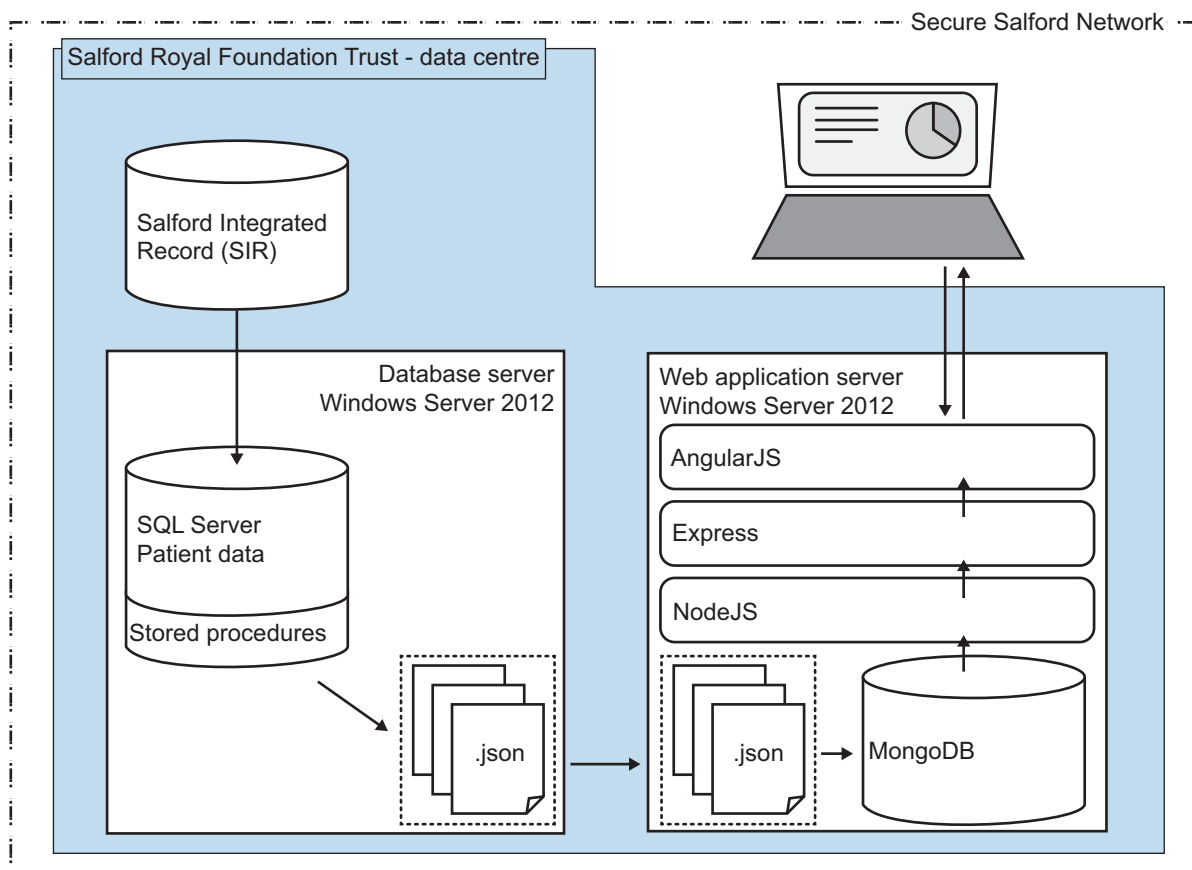 Secure Salford Network
Salford Royal Foundation Trust - data centre
Salford Integrated
Record (SIR)
Database server
Windows Server 2012
SQL Server
Patient data
Stored procedures
.json
Web application server
Windows Server 2012
AngularJS
Express
NodeJS
.json
MongoDB